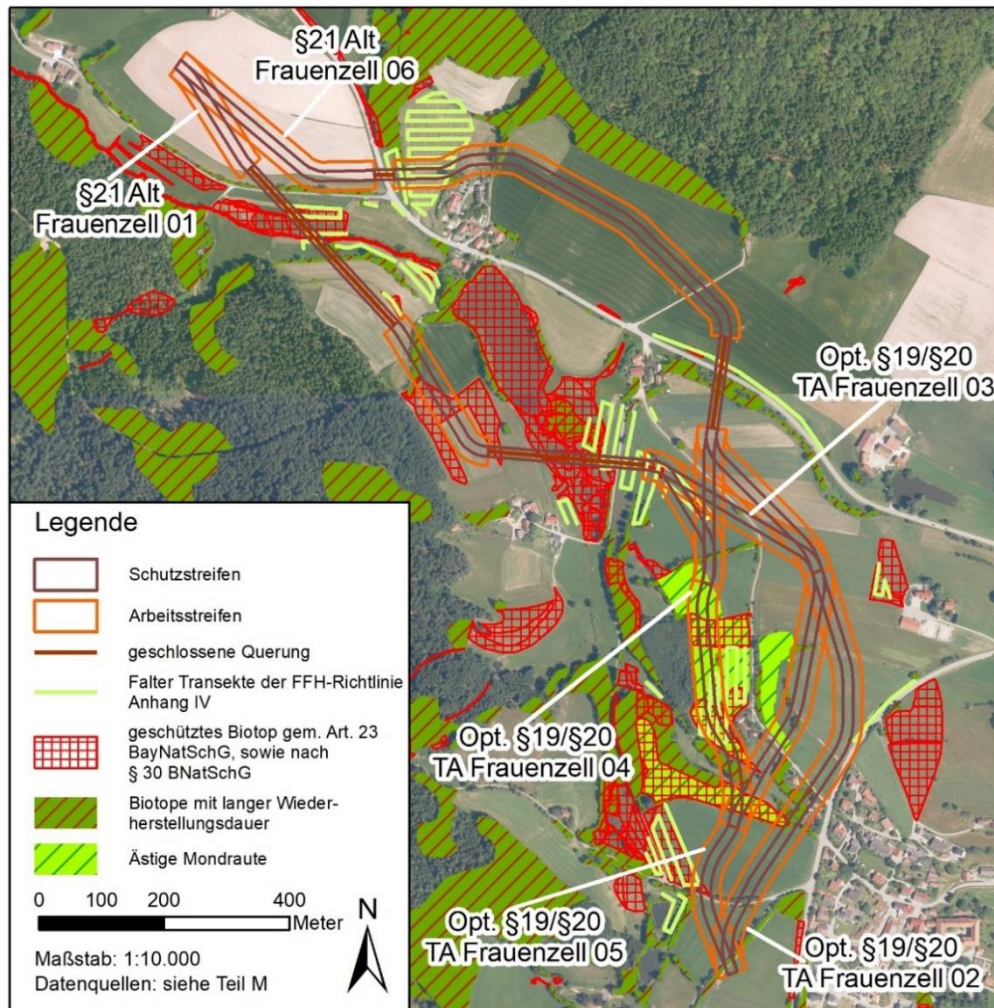 §21 Alt
Frauenzell 06
§21 Alt
Frauenzell 01
Opt. §19/§20
TA Frauenzell 03
Opt. §19/§20
TA Frauenzell 04
Opt. §19/§20
TA Frauenzell 05
Opt. §19/§20
TA Frauenzell 02
Legende
Schutzstreifen
Arbeitsstreifen
geschlossene Querung
Falter Transekte der FFH-Richtlinie
Anhang IV
geschütztes Biotop gem. Art. 23
BayNatSchG, sowie nach
§ 30 BNatSchG
Biotope mit langer Wieder-
herstellungsdauer
Ästige Mondraute
0 200 400
Meter
N
Maßstab: 1:10.000
Datenquellen: siehe Teil M